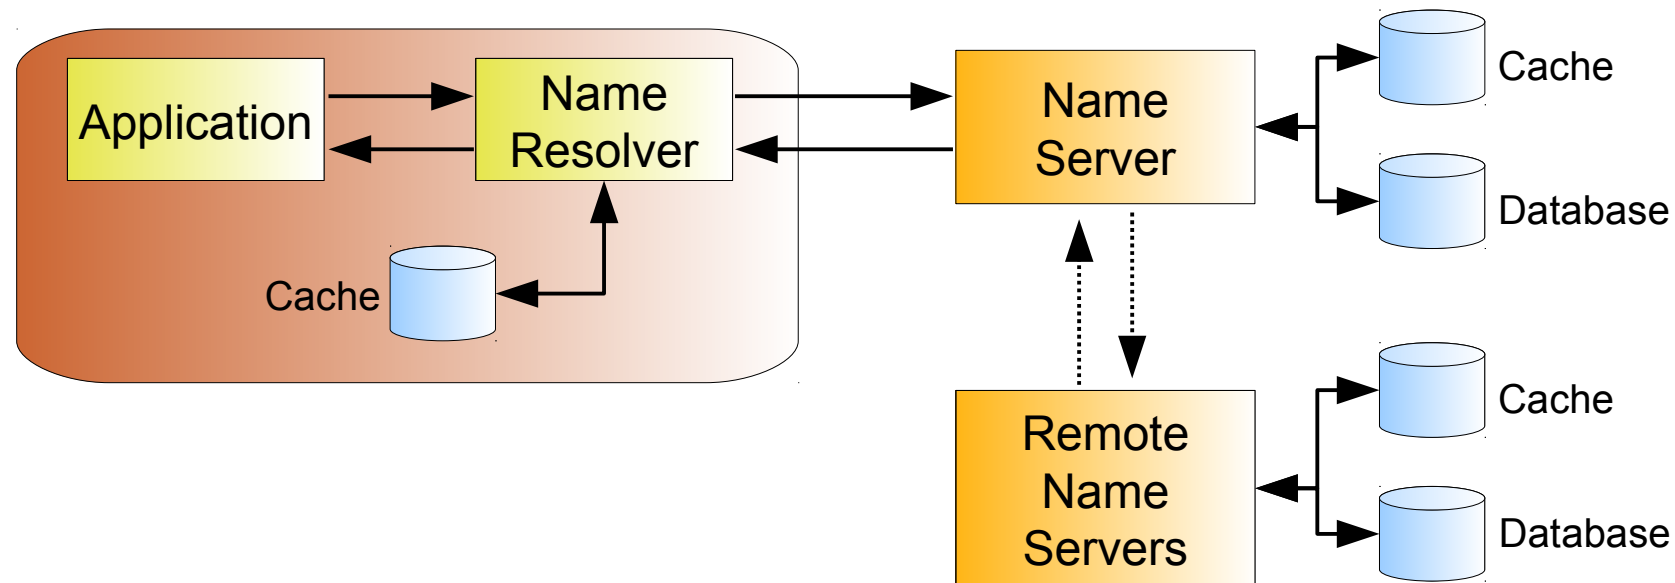 Application
Name
Resolver
Cache
Name
Server
Cache
Database
Remote
Name
Servers
Cache
Database